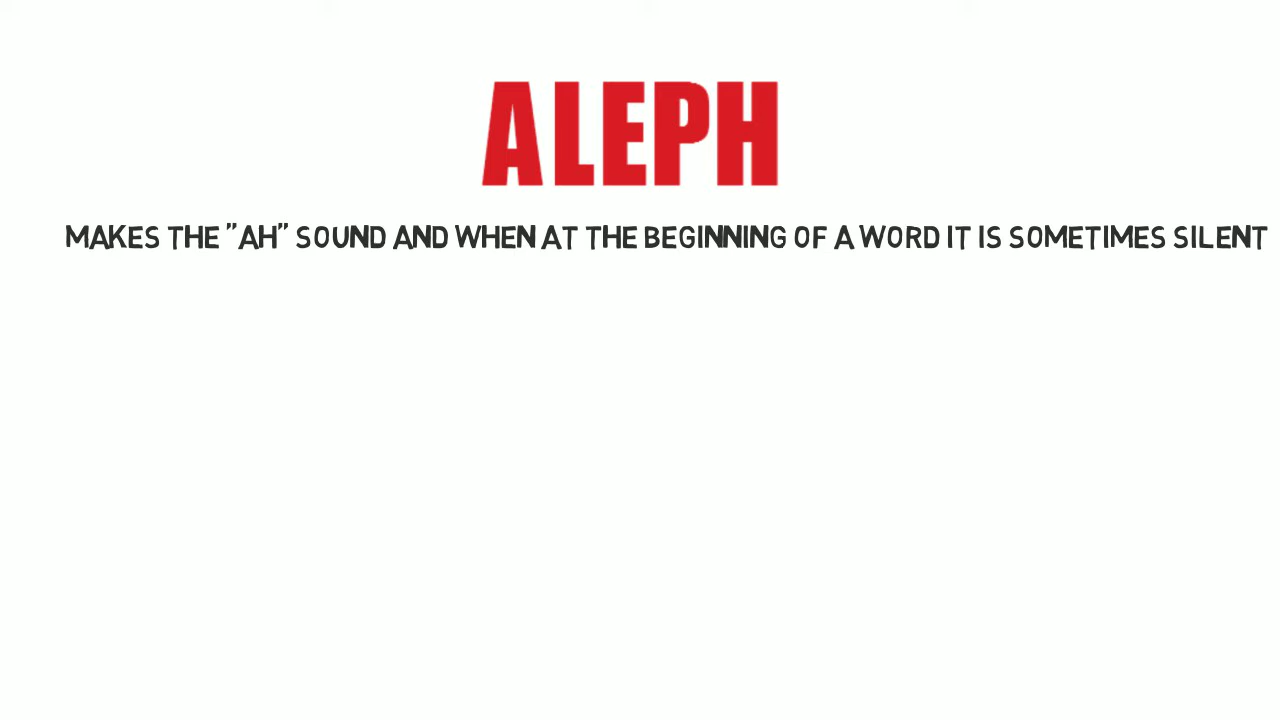 ALEPH
MAKES THE "AH" SOUND AND WHEN AT THE BEGINNING OF A WORD IT IS SOMETIMES SILENT